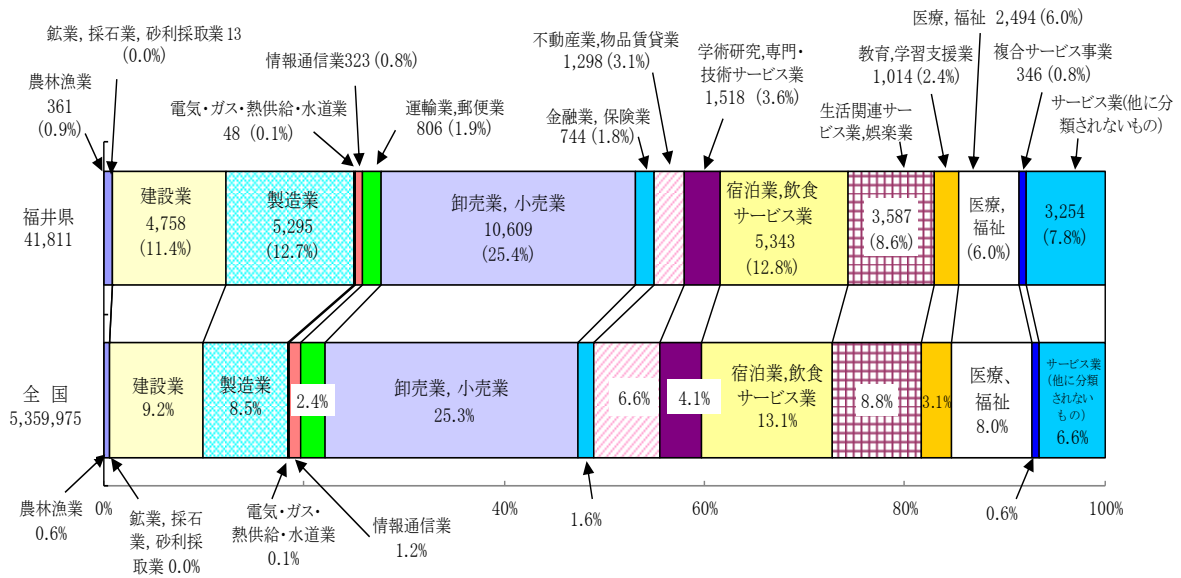 鉱業, 採石業, 砂利採取業 13
(0.0%)
農林漁業
361
(0.9%)
電気・ガス・熱供給・水道業
48 (0.1%)
情報通信業323 (0.8%)
運輸業,郵便業
806 (1.9%)
金融業, 保険業
744 (1.8%)
不動産業,物品賃貸業
1,298 (3.1%)
学術研究,専門・
技術サービス業
1,518 (3.6%)
生活関連サー
ビス業,娯楽業
教育,学習支援業
1,014 (2.4%)
医療, 福祉 2,494 (6.0%)
複合サービス事業
346 (0.8%)
サービス業(他に分
類されないもの)
福井県
41,811
建設業
4,758
(11.4%)
製造業
5,295
(12.7%)
卸売業, 小売業
10,609
(25.4%)
宿泊業,飲食
サービス業
5,343
(12.8%)
3,587
(8.6%)
医療,
福祉
(6.0%)
3,254
(7.8%)
全 国
5,359,975
建設業
9.2%
製造業
8.5%
2.4%
卸売業, 小売業
25.3%
6.6%
4.1%
宿泊業,飲食
サービス業
13.1%
8.8%
3.1%
医療、
福祉
8.0%
サービス業
(他に分類
されない
もの)
6.6%
0%
40%
60%
80%
100%
農林漁業
0.6%
鉱業, 採石
業, 砂利採
取業 0.0%
電気・ガス・
熱供給・水道業
0.1%
情報通信業
1.2%
1.6%
0.6%